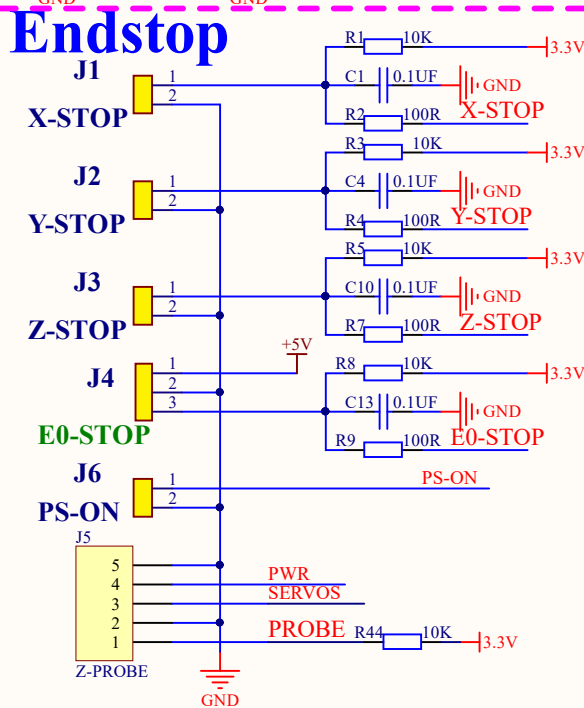 GND GND
Endstop
J1
1
2
X-STOP
R1 10K
3.3V
C1 0.1UF
GND
X-STOP
R2 100R
J2
1
2
Y-STOP
R3 10K
3.3V
C4 0.1UF
GND
Y-STOP
R4 100R
J3
1
2
Z-STOP
R5 10K
3.3V
C10 0.1UF
GND
Z-STOP
R7 100R
+5V
J4
1
2
3
E0-STOP
R8 10K
3.3V
C13 0.1UF
GND
E0-STOP
R9 100R
J6
1
2
PS-ON
PS-ON
J5
5
4 PWR
3 SERVOS
2
1 PROBE R44 10K 3.3V
Z-PROBE
GND